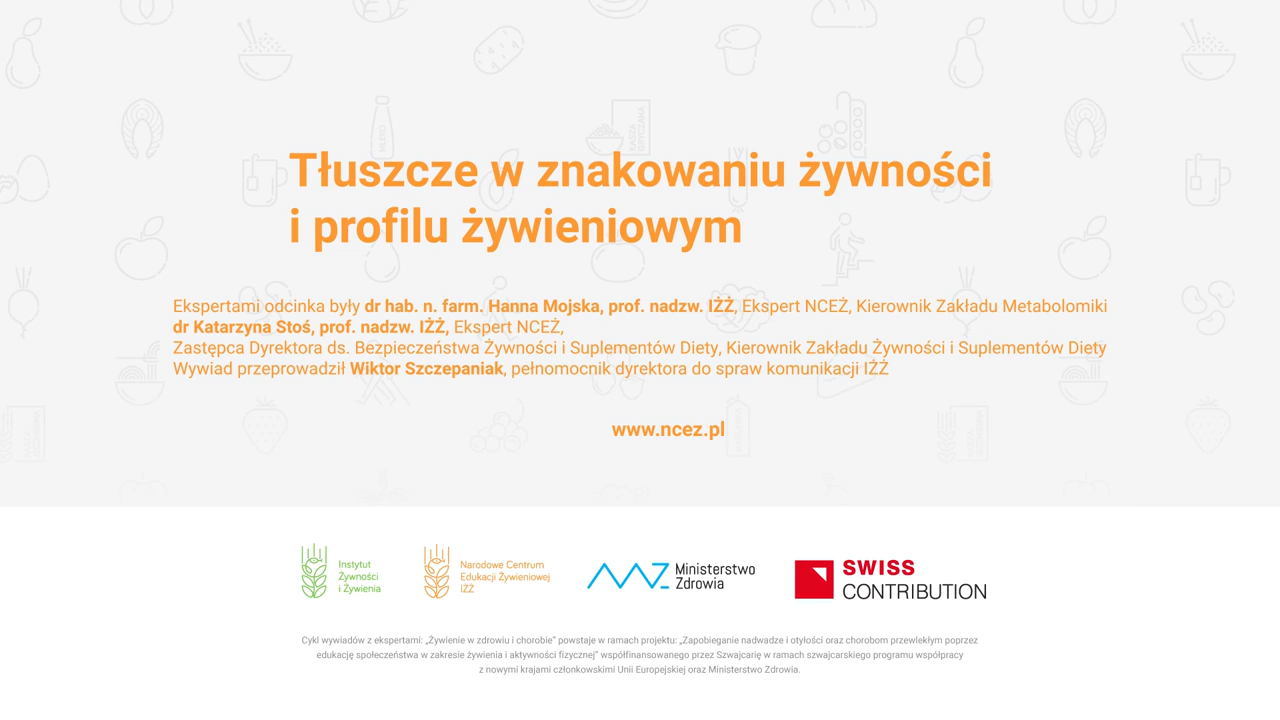 Tłuszcze w znakowaniu żywności
i profilu żywieniowym
Ekspertami odcinka były dr hab. n. farm. Hanna Mojska, prof. nadzw. IŻŻ, Ekspert NCEŻ, Kierownik Zakładu Metabolomiki
dr Katarzyna Stoś, prof. nadzw. IŻŻ, Ekspert NCEŻ,
Zastępca Dyrektora ds. Bezpieczeństwa Żywności i Suplementów Diety, Kierownik Zakładu Żywności i Suplementów Diety
Wywiad przeprowadził Wiktor Szczepaniak, pełnomocnik dyrektora do spraw komunikacji IŻŻ
www.ncez.pl
Instytut
Żywności
i Żywienia
Narodowe Centrum
Edukacji Żywieniowej
IŻŻ
Ministerstwo
Zdrowia
SWISS
CONTRIBUTION
Cykl wywiadów z ekspertami: „Żywienie w zdrowiu i chorobie” powstaje w ramach projektu: „Zapobieganie nadwadze i otyłości oraz chorobom przewlekłym poprzez
edukację społeczeństwa w zakresie żywienia i aktywności fizycznej” współfinansowanego przez Szwajcarię w ramach szwajcarskiego programu współpracy
z nowymi krajami członkowskimi Unii Europejskiej oraz Ministerstwo Zdrowia.